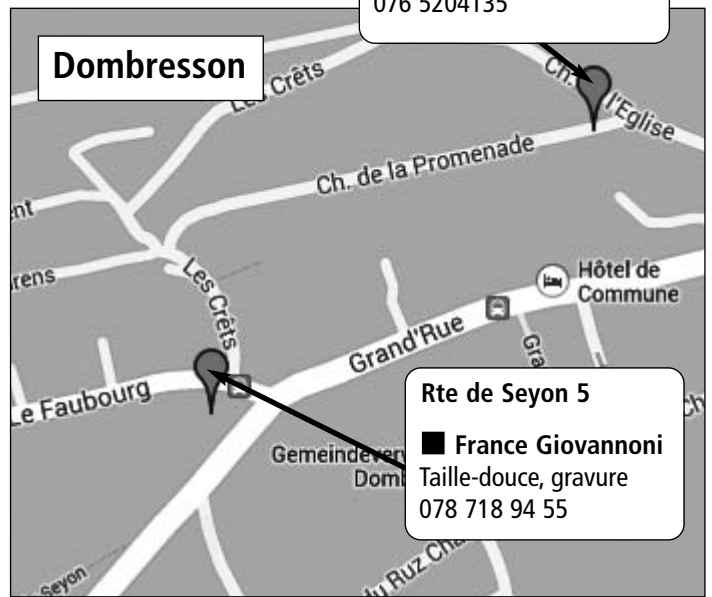 076 5204135
Dombresson
Les Crêts
Ch.
l'Eglise
Ch. de la Promenade
Les Crêts
Hôtel de
Commune
Grand'Rue
Le Faubourg
Rte de Seyon 5
■ France Giovannoni
Taille-douce, gravure
078 718 94 55
Seyon